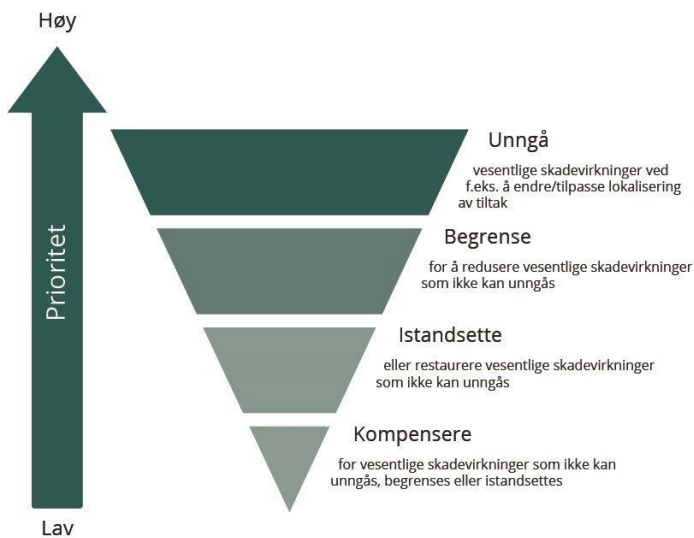 Høy
Prioritet
Lav
Unngå
vesentlige skadevirkninger ved
f.eks. å endre/tilpasse lokalisering
av tiltak
Begrense
for å redusere vesentlige skadevirkninger
som ikke kan unngås
Istandsette
eller restaurere vesentlige skadevirkninger
som ikke kan unngås
Kompensere
for vesentlige skadevirkninger som ikke kan
unngås, begrenses eller istandsettes